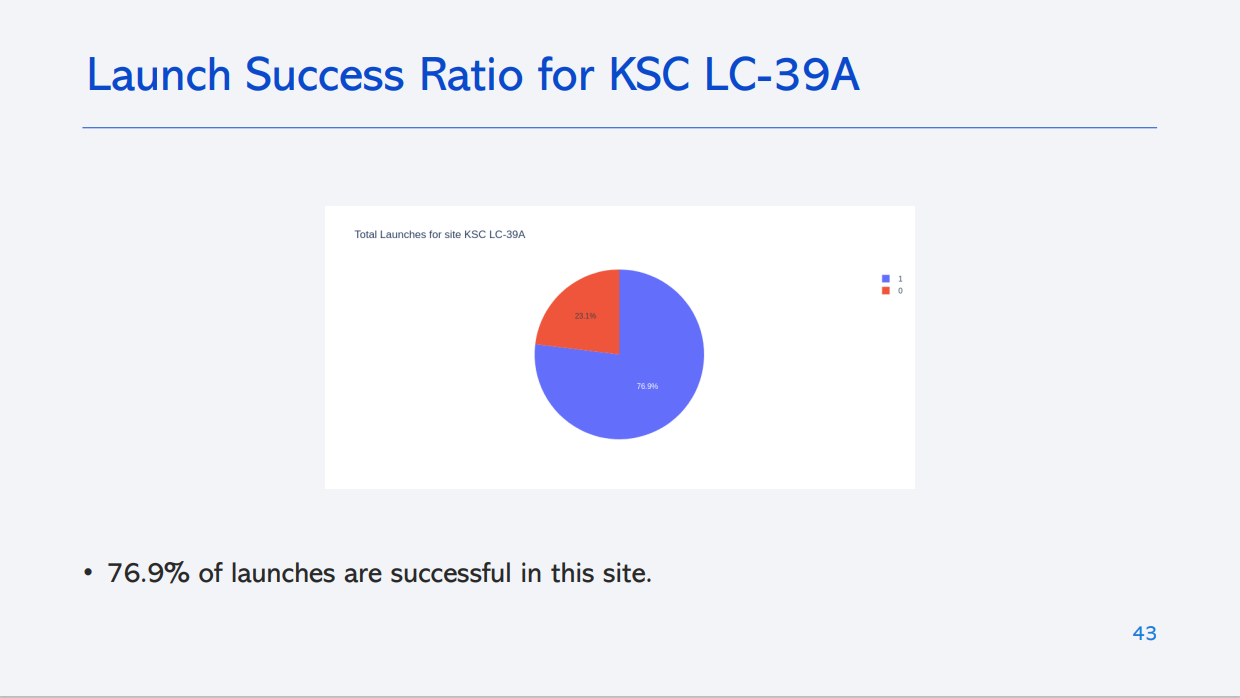 Launch Success Ratio for KSC LC-39A
Total Launches for site KSC LC-39A
1
0
23.1%
76.9%
• 76.9% of launches are successful in this site.
43